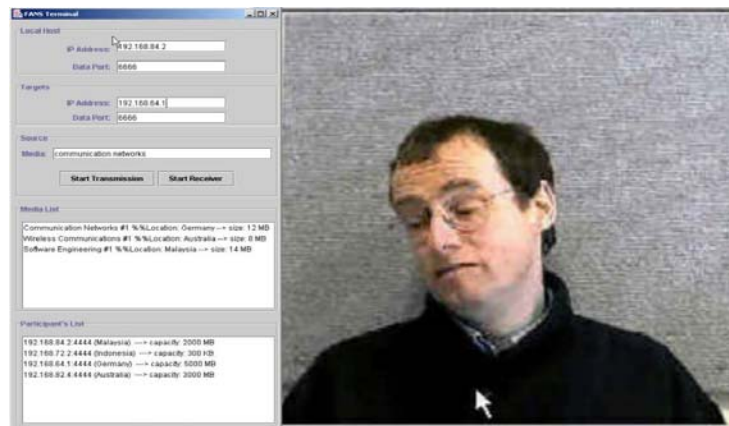 FANS Terminal
Local Host
IP Address: 192.168.84.2
Data Port: 6666
Targets
IP Address: 192.168.64.1
Data Port: 6666
Source
Media: communication networks
Start Transmission Start Receiver
Media List
Communication Networks #1 %%Location: Germany--> size: 12 MB
Wireless Communications #1 %%Location: Australia--> size: 8 MB
Software Engineering #1 %%Location: Malaysia--> size: 14 MB
Participant's List
192.168.84.2:4444 (Malaysia) ---> capacity: 2000 MB
192.168.72.2:4444 (Indonesia) ---> capacity: 300 KB
192.168.64.1:4444 (Germany) ---> capacity: 5000 MB
192.168.82.4:4444 (Australia) ---> capacity: 3000 MB